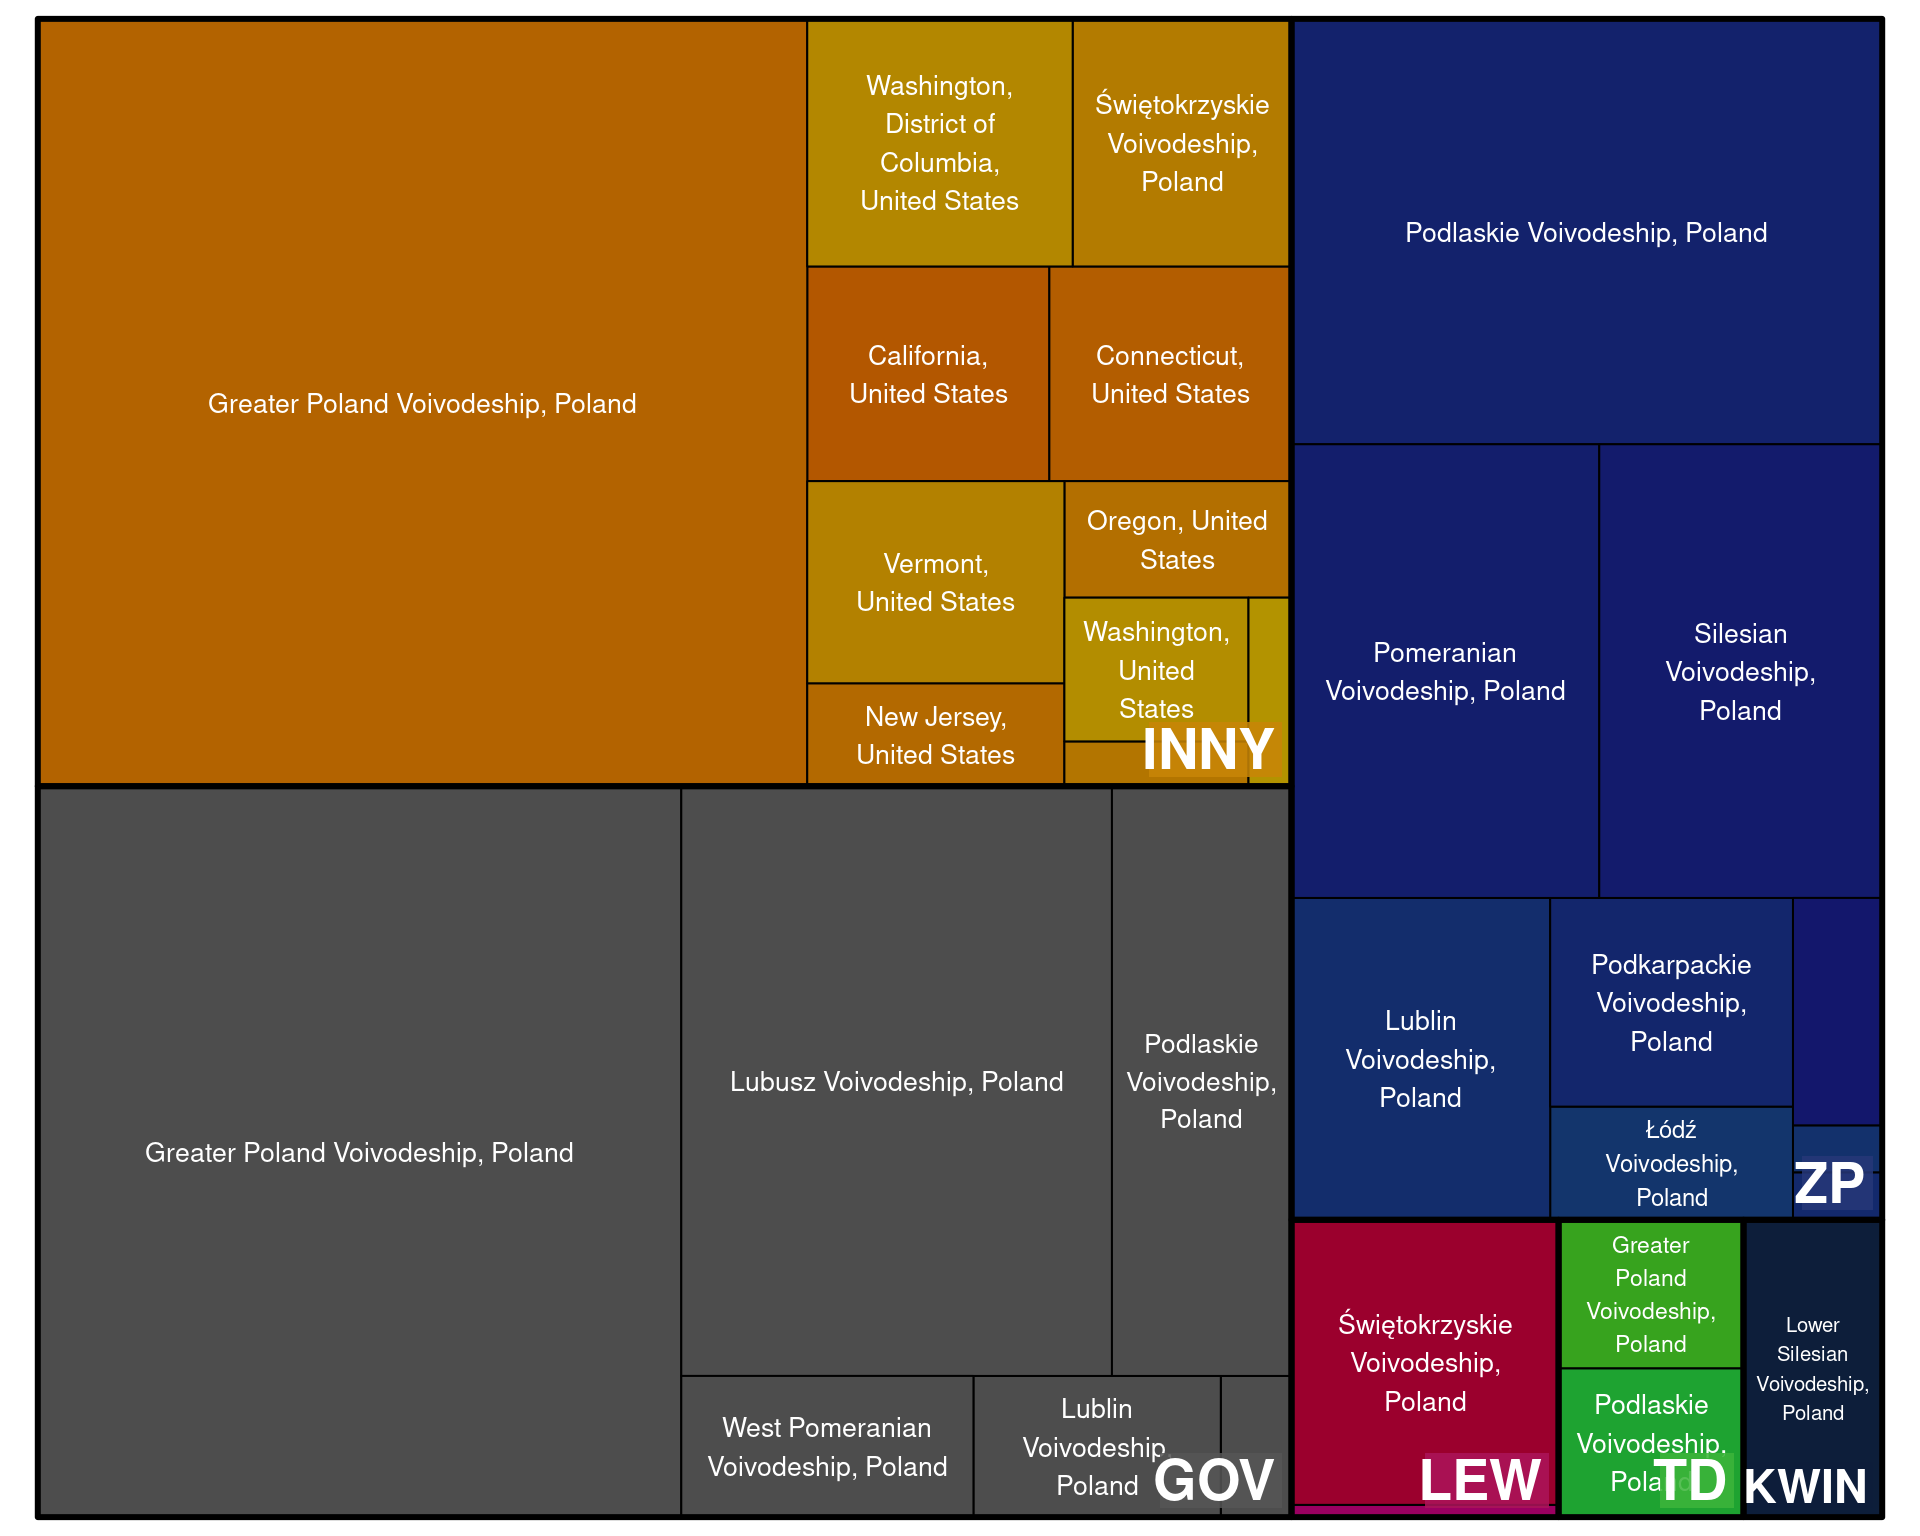 Greater Poland Voivodeship, Poland
Washington,
District of
Columbia,
United States
Świętokrzyskie
Voivodeship,
Poland
California,
United States
Connecticut,
United States
Vermont,
United States
Oregon, United
States
Washington,
United
States
New Jersey,
United States
INNY
Greater Poland Voivodeship, Poland
Lubusz Voivodeship, Poland
Podlaskie
Voivodeship,
Poland
West Pomeranian
Voivodeship, Poland
Lublin
Voivodeship,
Poland
GOV
Podlaskie Voivodeship, Poland
Pomeranian
Voivodeship, Poland
Silesian
Voivodeship,
Poland
Lublin
Voivodeship,
Poland
Podkarpackie
Voivodeship,
Poland
Łódź
Voivodeship,
Poland
ZP
Świętokrzyskie
Voivodeship,
Poland
LEW
Greater
Poland
Voivodeship,
Poland
Podlaskie
Voivodeship,
Poland
TD
Lower
Silesian
Voivodeship,
Poland
KWIN